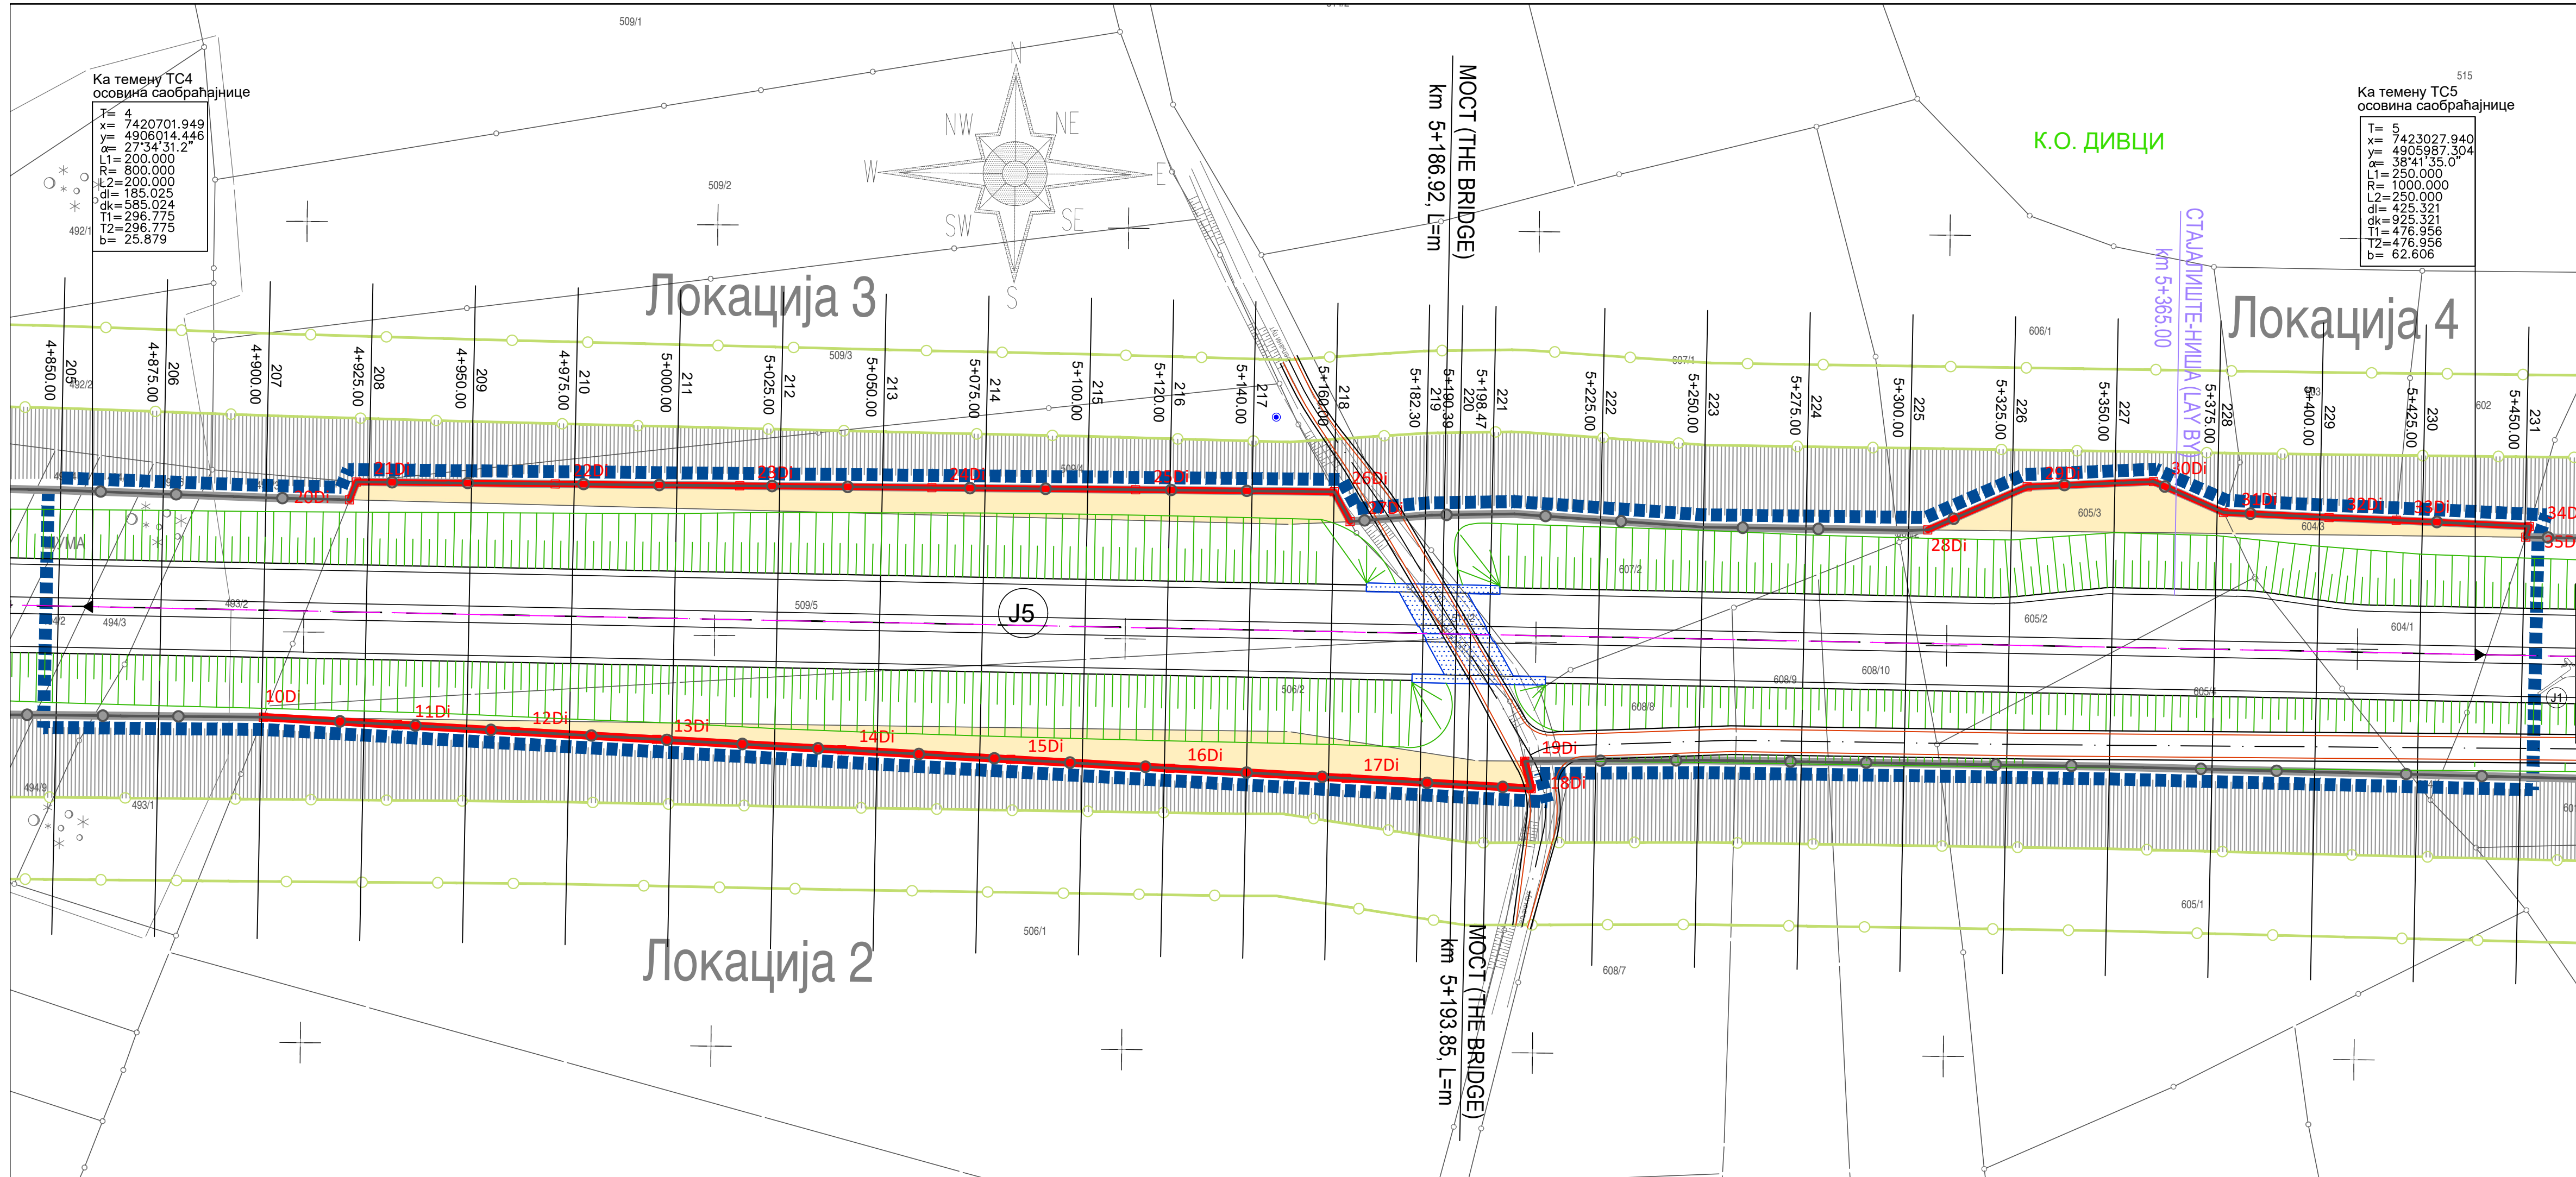 509/1
515
Ка темену ТС4
осовина саобраћајнице
T= 4
x= 7420701.949
y= 4906014.446
α= 27°34'31.2"
L1=200.000
R= 800.000
L2=200.000
dl= 185.025
dk=585.024
T1=296.775
T2=296.775
b= 25.879
N
NW
NE
W
E
SW
SE
S
МОСТ (THE BRIDGE)
km 5+186.92, L=m
К.О. ДИВЦИ
Ка темену ТС5
осовина саобраћајнице
T= 5
x= 7423027.940
y= 4905987.304
α= 38°41'35.0"
L1=250.000
R= 1000.000
L2=250.000
dl= 425.321
dk=925.321
T1=476.956
T2=476.956
b= 62.606
509/2
492/1
СТАЈАЛИШТЕ-НИША (LAY BY)
km 5+365.00
Локација 3
Локација 4
606/1
509/3
607/1
492/2
602
205
4+850.00
206
4+875.00
207
4+900.00
208
4+925.00
209
4+950.00
210
4+975.00
211
5+000.00
212
5+025.00
213
5+050.00
214
5+075.00
215
5+100.00
216
5+120.00
217
5+140.00
218
5+160.00
219
5+182.30
220
5+190.39
221
5+198.47
222
5+225.00
223
5+250.00
224
5+275.00
225
5+300.00
226
5+325.00
227
5+350.00
228
5+375.00
229
5+400.00
230
5+425.00
231
5+450.00
20Di
21Di
22Di
23Di
24Di
25Di
26Di
27Di
28Di
29Di
30Di
31Di
32Di
33Di
34D
35D
509/4
605/3
604/3
607/2
493/2
494/3
509/5
J5
605/2
604/1
608/10
608/9
506/2
608/8
J1
10Di
11Di
12Di
13Di
14Di
15Di
16Di
17Di
18Di
19Di
494/9
493/1
605/1
506/1
608/7
Локација 2
МОСТ (THE BRIDGE)
km 5+193.85, L=m